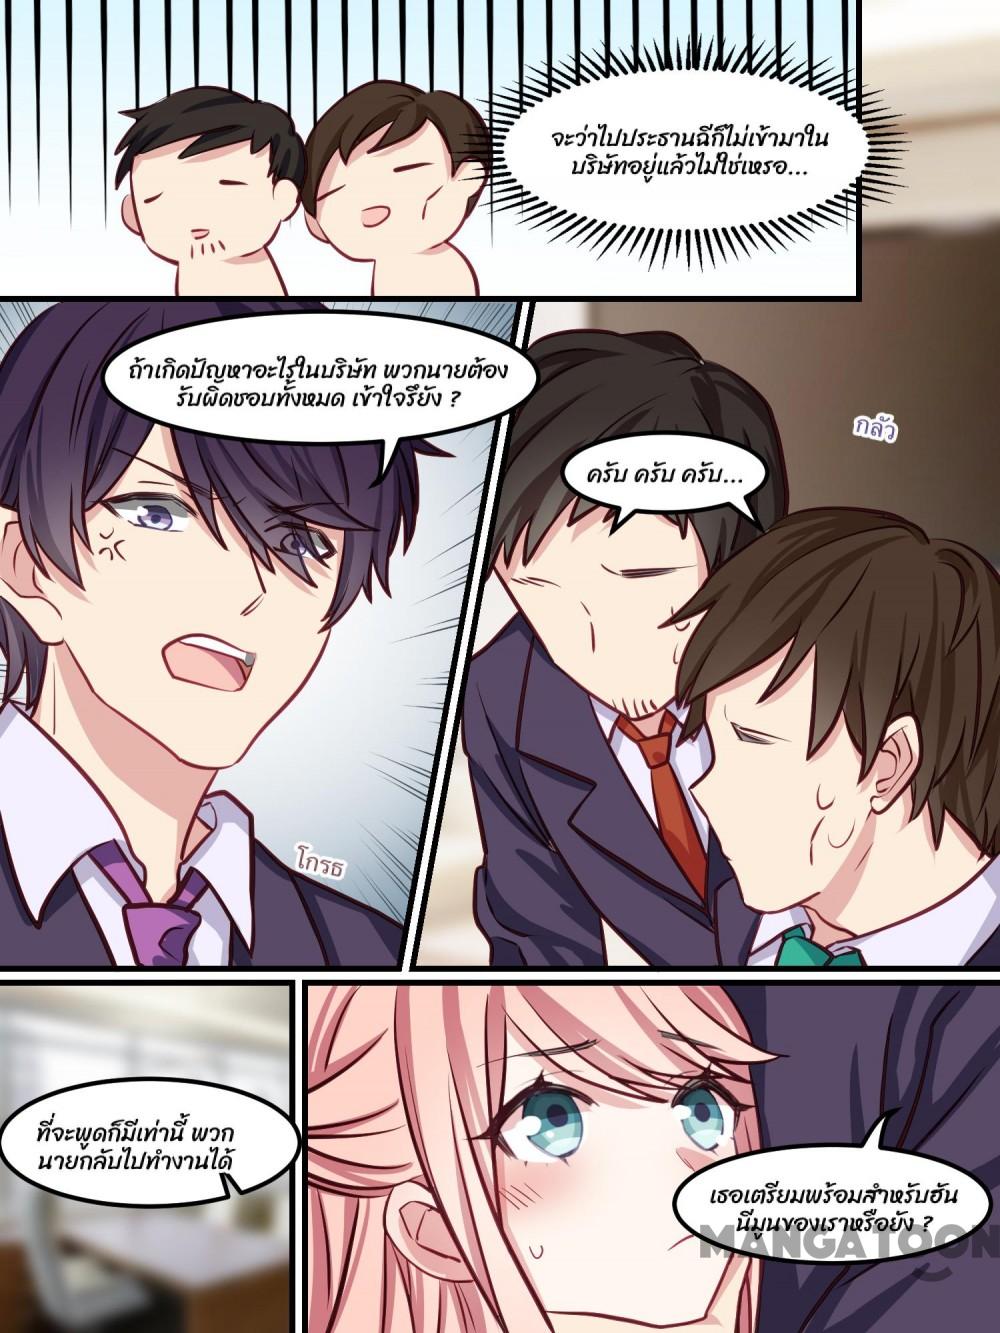 จะว่าไปประธานฉีก็ไม่เข้ามาใน
บริษัทอยู่แล้วไม่ใช่เหรอ...
ถ้าเกิดปัญหาอะไรในบริษัท พวกนายต้อง
รับผิดชอบทั้งหมด เข้าใจรึยัง ?
กลัว
ครับ ครับ ครับ...
โกรธ
ที่จะพูดก็มีเท่านี้ พวก
นายกลับไปทำงานได้
เธอเตรียมพร้อมสำหรับฮัน
นีมูนของเราหรือยัง ?
MANGATOON